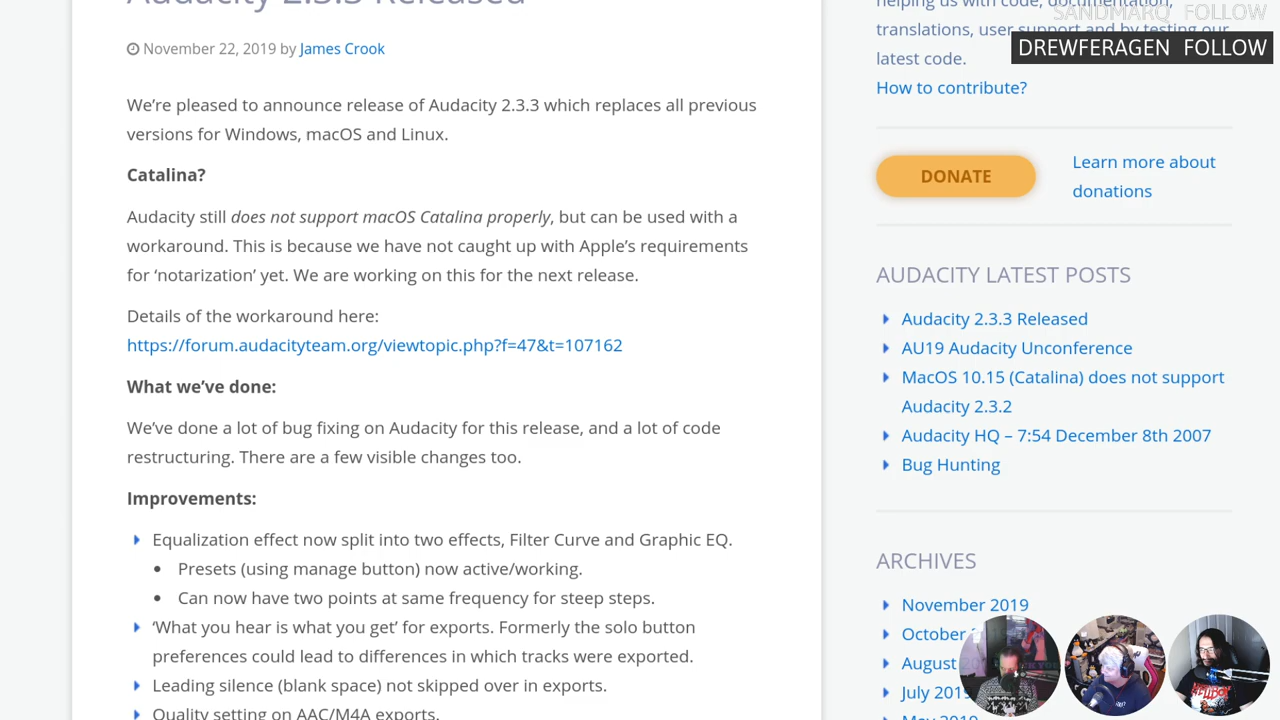 Audacity 2.3.3 Released
November 22, 2019 by James Crook
We're pleased to announce release of Audacity 2.3.3 which replaces all previous
versions for Windows, macOS and Linux.
Catalina?
Audacity still does not support macOS Catalina properly, but can be used with a
workaround. This is because we have not caught up with Apple's requirements
for 'notarization' yet. We are working on this for the next release.
Details of the workaround here:
https://forum.audacityteam.org/viewtopic.php?f=47&t=107162
What we've done:
We've done a lot of bug fixing on Audacity for this release, and a lot of code
restructuring. There are a few visible changes too.
Improvements:
Equalization effect now split into two effects, Filter Curve and Graphic EQ.
Presets (using manage button) now active/working.
Can now have two points at same frequency for steep steps.
'What you hear is what you get' for exports. Formerly the solo button
preferences could lead to differences in which tracks were exported.
Leading silence (blank space) not skipped over in exports.
Quality setting on AAC/M4A exports.
helping us with code, documentation,
translations, user support and by testing our
latest code.
SANDMARQ FOLLOW
DREWFERAGEN FOLLOW
How to contribute?
DONATE
Learn more about
donations
AUDACITY LATEST POSTS
Audacity 2.3.3 Released
AU19 Audacity Unconference
MacOS 10.15 (Catalina) does not support
Audacity 2.3.2
Audacity HQ – 7:54 December 8th 2007
Bug Hunting
ARCHIVES
November 2019
October
August
July 2019
May 2019